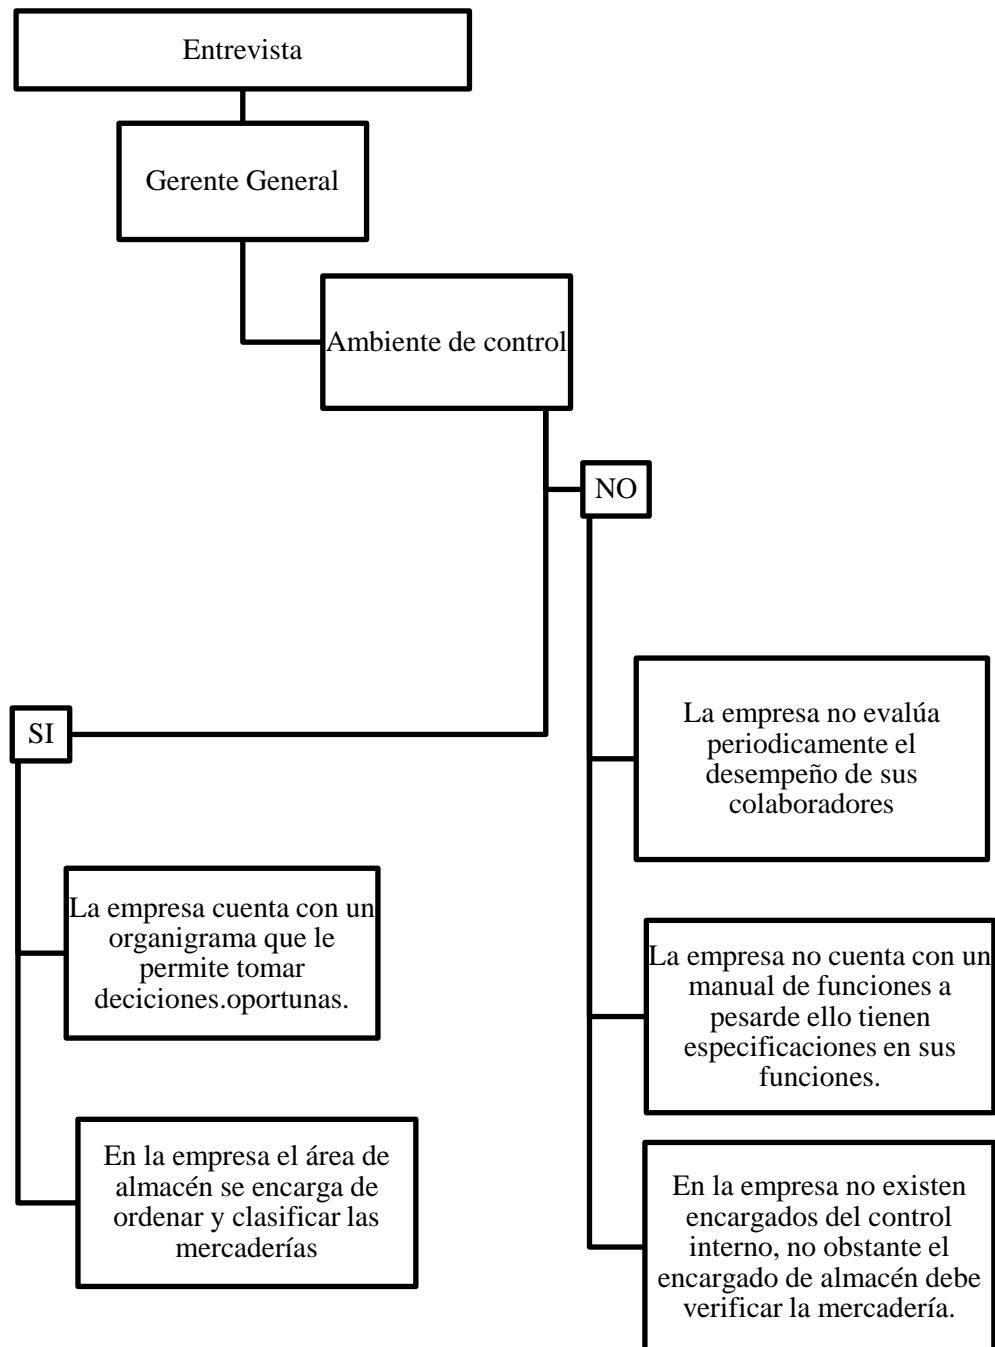 Entrevista
Gerente General
Ambiente de control
NO
SI
La empresa no evalúa
periodicamente el
desempeño de sus
colaboradores
La empresa cuenta con un
organigrama que le
permite tomar
deciciones.oportunas.
La empresa no cuenta con un
manual de funciones a
pesarde ello tienen
especificaciones en sus
funciones.
En la empresa el área de
almacén se encarga de
ordenar y clasificar las
mercaderías
En la empresa no existen
encargados del control
interno, no obstante el
encargado de almacén debe
verificar la mercadería.